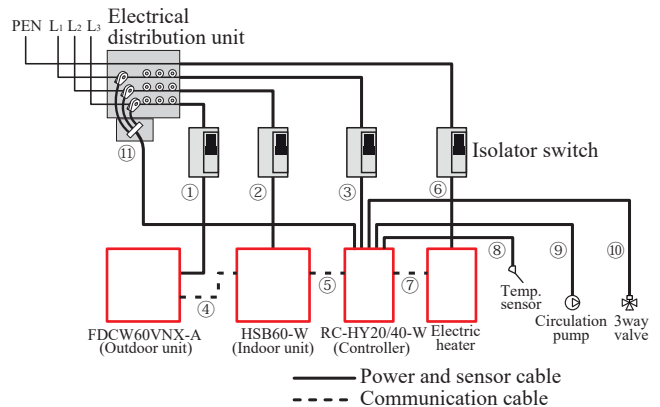 Electrical
distribution unit
PEN L1 L2 L3
⑪
①
②
③
⑥
Isolator switch
④
⑤
⑦
⑧
⑨
⑩
Temp.
sensor
Circulation
pump
3way
valve
FDCW60VNX-A
(Outdoor unit)
HSB60-W
(Indoor unit)
RC-HY20/40-W
(Controller)
Electric
heater
Power and sensor cable
Communication cable